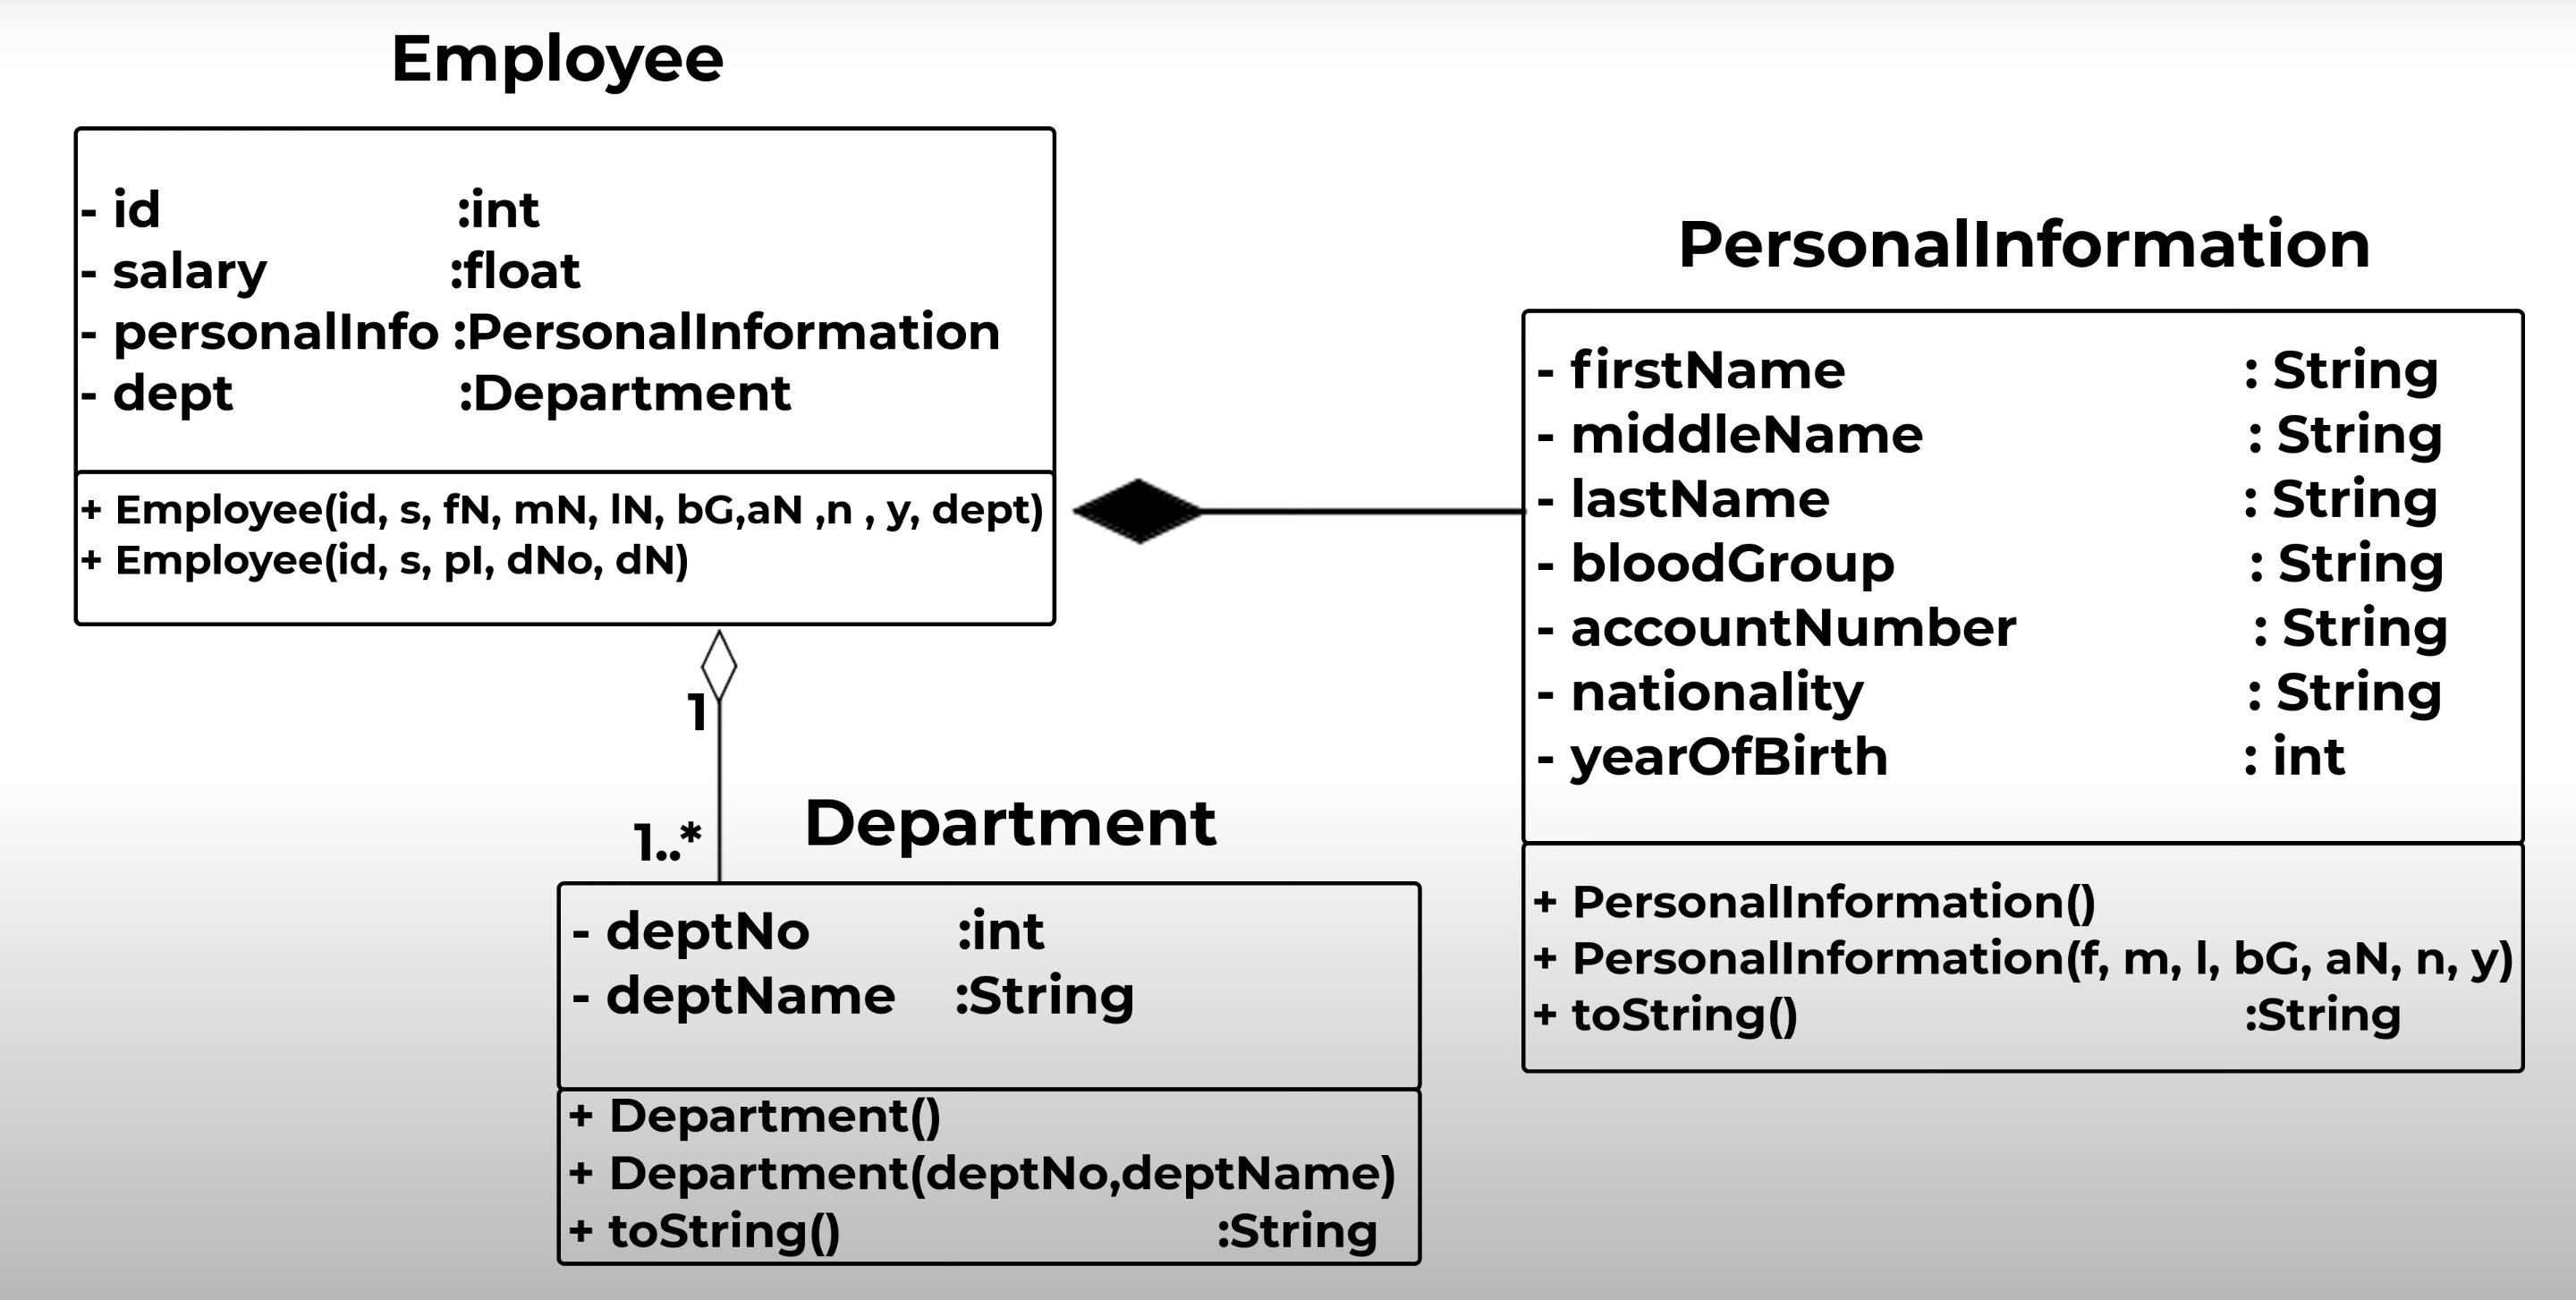 Employee
- id :int
- salary :float
- personalInfo :PersonalInformation
- dept :Department
+ Employee(id, s, fN, mN, lN, bG,aN ,n , y, dept)
+ Employee(id, s, pI, dNo, dN)
1
1..*
PersonalInformation
- firstName : String
- middleName : String
- lastName : String
- bloodGroup : String
- accountNumber : String
- nationality : String
- yearOfBirth : int
+ PersonalInformation()
+ PersonalInformation(f, m, l, bG, aN, n, y)
+ toString() :String
Department
- deptNo :int
- deptName :String
+ Department()
+ Department(deptNo,deptName)
+ toString() :String